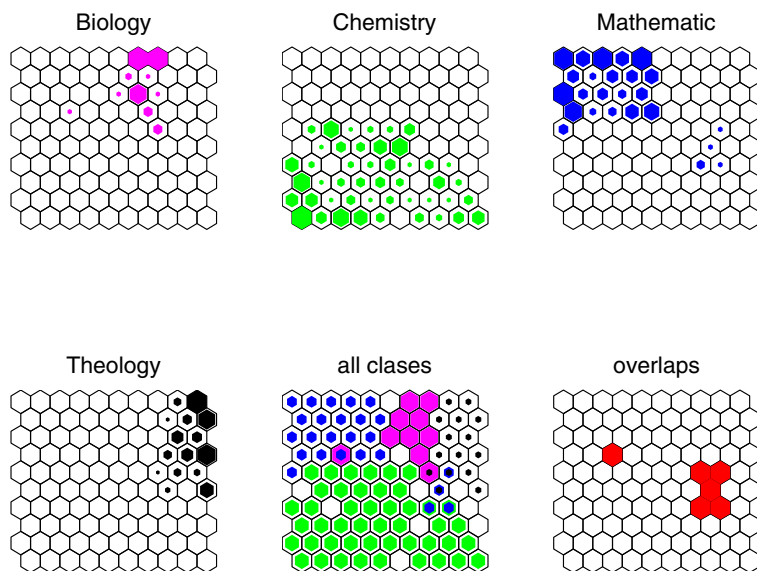 Biology
Chemistry
Mathematic
Theology
all clases
overlaps